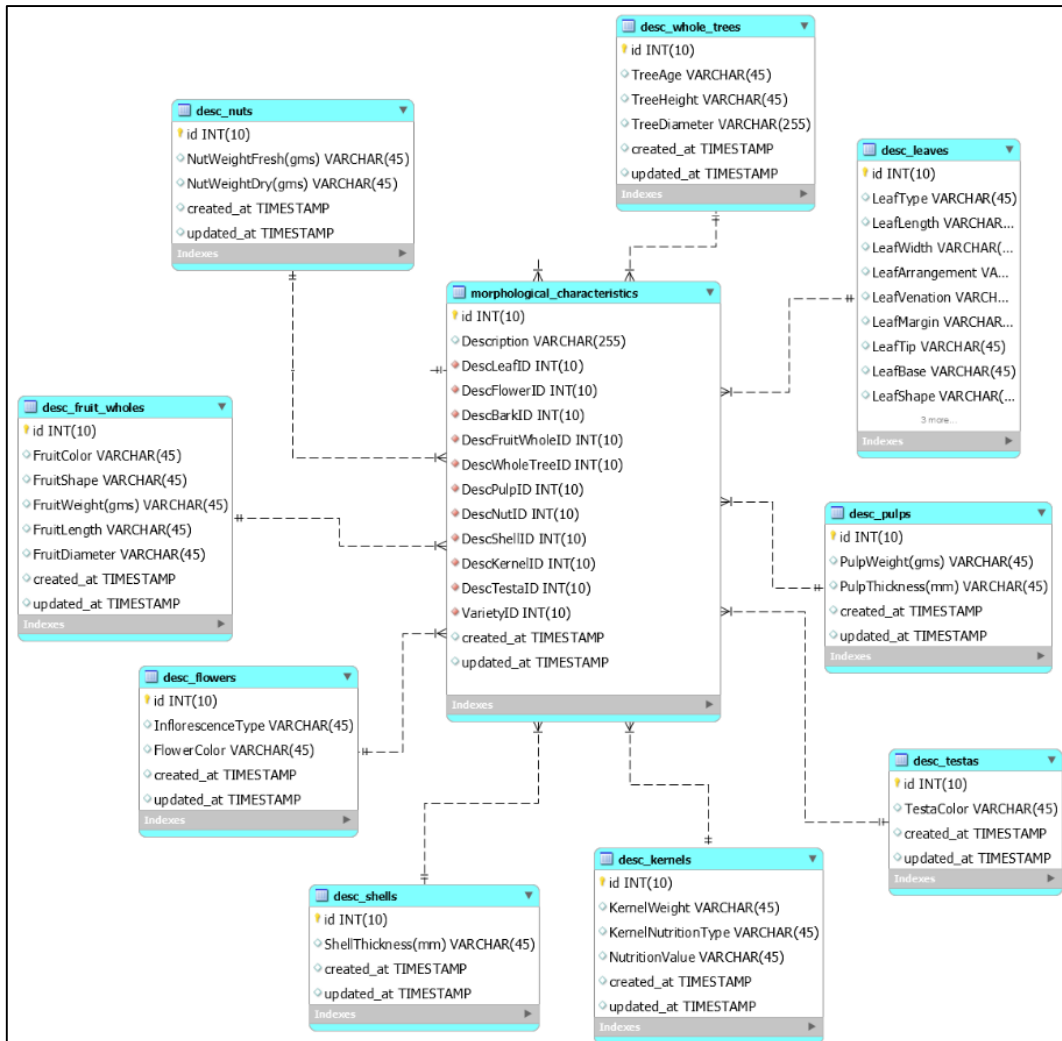 desc_whole_trees
id INT(10)
TreeAge VARCHAR(45)
TreeHeight VARCHAR(45)
TreeDiameter VARCHAR(255)
created_at TIMESTAMP
updated_at TIMESTAMP
Indexes
desc_nuts
id INT(10)
NutWeightFresh(gms) VARCHAR(45)
NutWeightDry(gms) VARCHAR(45)
created_at TIMESTAMP
updated_at TIMESTAMP
Indexes
desc_leaves
id INT(10)
LeafType VARCHAR(45)
LeafLength VARCHAR...
LeafWidth VARCHAR(...
LeafArrangement VA...
LeafVenation VARCH...
LeafMargin VARCHAR...
LeafTip VARCHAR(45)
LeafBase VARCHAR(45)
LeafShape VARCHAR(...
3 more...
Indexes
morphological_characteristics
id INT(10)
Description VARCHAR(255)
DescLeafID INT(10)
DescFlowerID INT(10)
DescBarkID INT(10)
DescFruitWholeID INT(10)
DescWholeTreeID INT(10)
DescPulpID INT(10)
DescNutID INT(10)
DescShellID INT(10)
DescKernelID INT(10)
DescTestaID INT(10)
VarietyID INT(10)
created_at TIMESTAMP
updated_at TIMESTAMP
Indexes
desc_fruit_wholes
id INT(10)
FruitColor VARCHAR(45)
FruitShape VARCHAR(45)
FruitWeight(gms) VARCHAR(45)
FruitLength VARCHAR(45)
FruitDiameter VARCHAR(45)
created_at TIMESTAMP
updated_at TIMESTAMP
Indexes
desc_pulps
id INT(10)
PulpWeight(gms) VARCHAR(45)
PulpThickness(mm) VARCHAR(45)
created_at TIMESTAMP
updated_at TIMESTAMP
Indexes
desc_flowers
id INT(10)
InflorescenceType VARCHAR(45)
FlowerColor VARCHAR(45)
created_at TIMESTAMP
updated_at TIMESTAMP
Indexes
desc_testas
id INT(10)
TestaColor VARCHAR(45)
created_at TIMESTAMP
updated_at TIMESTAMP
Indexes
desc_shells
id INT(10)
ShellThickness(mm) VARCHAR(45)
created_at TIMESTAMP
updated_at TIMESTAMP
Indexes
desc_kernels
id INT(10)
KernelWeight VARCHAR(45)
KernelNutritionType VARCHAR(45)
NutritionValue VARCHAR(45)
created_at TIMESTAMP
updated_at TIMESTAMP
Indexes